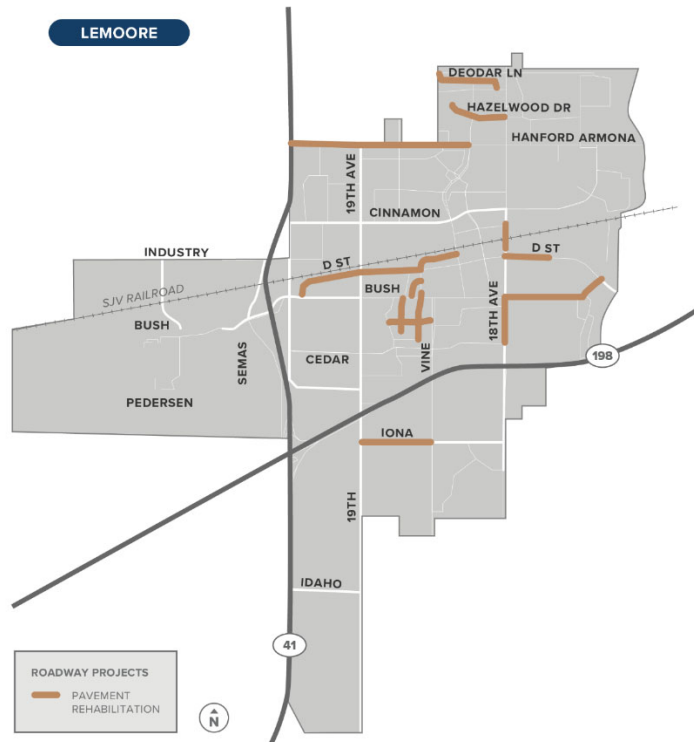 LEMOORE
DEODAR LN
HAZELWOOD DR
HANFORD ARMONA
19TH AVE
CINNAMON
INDUSTRY
D ST
D ST
SJV RAILROAD
BUSH
BUSH
18TH AVE
SEMAS
CEDAR
VINE
198
PEDERSEN
IONA
19TH
IDAHO
41
ROADWAY PROJECTS
PAVEMENT
REHABILITATION
N